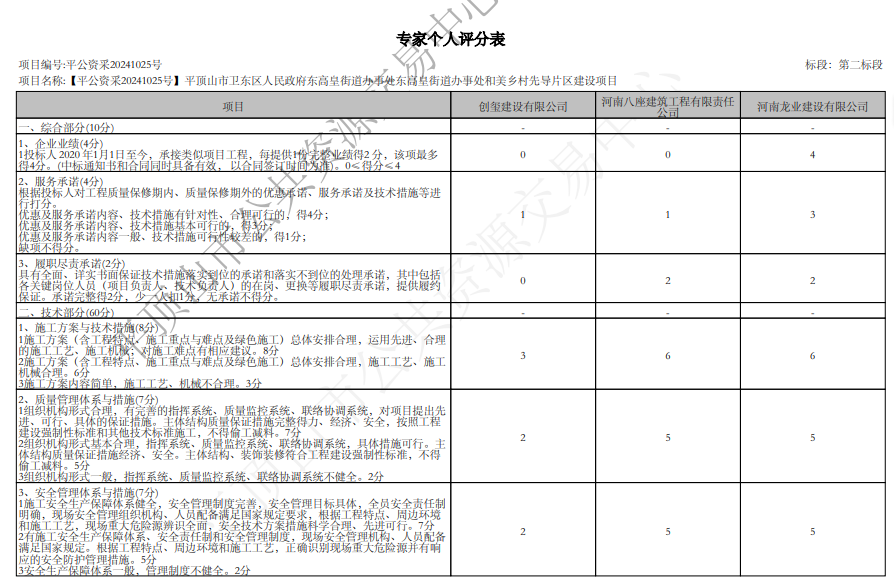 专家个人评分表
项目编号:平公资采20241025号 标段：第二标段
项目名称:【平公资采20241025号】平顶山市卫东区人民政府东高皇街道办事处东高皇街道办事处和美乡村先导片区建设项目
项目 创玺建设有限公司 河南八座建筑工程有限责任公司 河南龙业建设有限公司
一、综合部分(10分) - - -
1、企业业绩(4分)
1投标人 2020 年1月1日至今，承接类似项目工程，每提供1份完整业绩得2 分，该项最多
得4分。(中标通知书和合同同时具备有效，以合同签订时间为准)。0≤得分≤4
0 0 4
2、服务承诺(4分)
根据投标人对工程质量保修期内、质量保修期外的优惠承诺、服务承诺及技术措施等进
行打分。
优惠及服务承诺内容、技术措施有针对性、合理可行的，得4分；
优惠及服务承诺内容、技术措施基本可行的，得3分；
优惠及服务承诺内容一般、技术措施可行性较差的，得1分；
缺项不得分。
1 1 3
3、履职尽责承诺(2分)
具有全面、详实书面保证技术措施落实到位的承诺和落实不到位的处理承诺，其中包括
各关键岗位人员（项目负责人、技术负责人）的在岗、更换等履职尽责承诺，提供履约
保证。承诺完整得2分，少一人扣1分，无承诺不得分。
0 2 2
二、技术部分(60分) - - -
1、施工方案与技术措施(8分)
1施工方案（含工程特点、施工重点与难点及绿色施工）总体安排合理，运用先进、合理
的施工工艺、施工机械；对施工难点有相应建议。8分
2施工方案（含工程特点、施工重点与难点及绿色施工）总体安排合理，施工工艺、施工
机械合理。6分
3施工方案内容简单，施工工艺、机械不合理。3分
3 6 6
2、质量管理体系与措施(7分)
1组织机构形式合理，有完善的指挥系统、质量监控系统、联络协调系统，对项目提出先
进、可行、具体的保证措施。主体结构质量保证措施完整得力、经济、安全，按照工程
建设强制性标准和其他技术标准施工，不得偷工减料。7分
2组织机构形式基本合理，指挥系统、质量监控系统、联络协调系统，具体措施可行。主
体结构质量保证措施经济、安全。主体结构、装饰装修符合工程建设强制性标准，不得
偷工减料。5分
3组织机构形式一般，指挥系统、质量监控系统、联络协调系统不健全。2分
2 5 5
3、安全管理体系与措施(7分)
1施工安全生产保障体系健全，安全管理制度完善，安全管理目标具体，全员安全责任制
明确，现场安全管理组织机构、人员配备满足国家规定要求，根据工程特点、周边环境
和施工工艺，现场重大危险源辨识全面，安全技术方案措施科学合理、先进可行。7分
2有施工安全生产保障体系、安全责任制和安全管理制度，现场安全管理机构、人员配备
满足国家规定。根据工程特点、周边环境和施工工艺，正确识别现场重大危险源并有响
应的安全防护管理措施。5分
3安全生产保障体系一般，管理制度不健全。2分
2 5 5
平顶山市公共资源交易中心